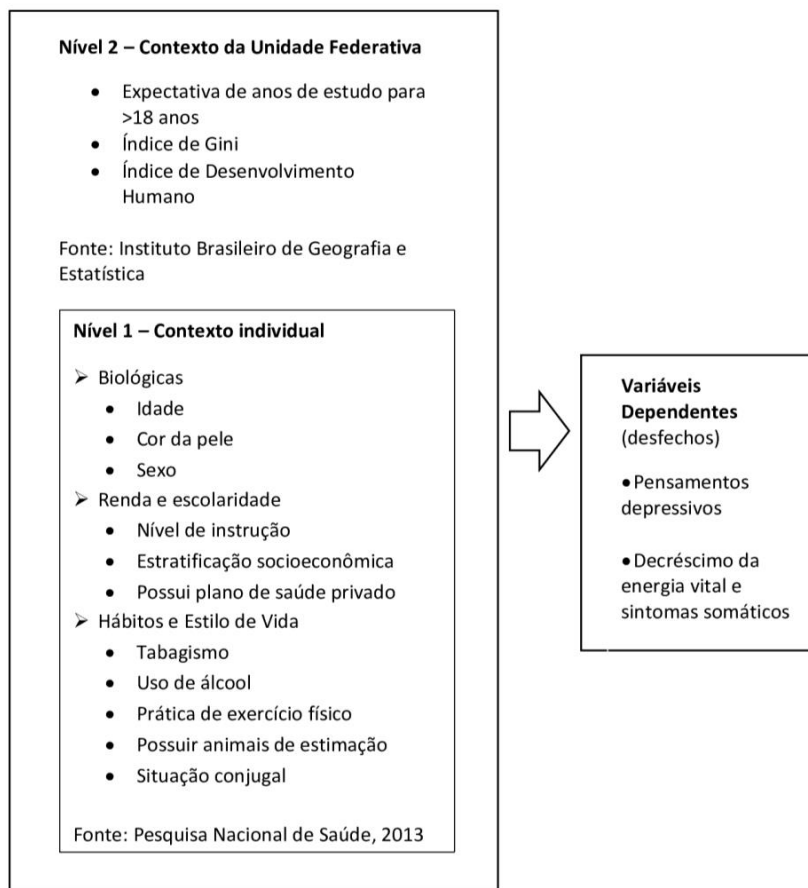 Nível 2 – Contexto da Unidade Federativa
• Expectativa de anos de estudo para
>18 anos
• Índice de Gini
• Índice de Desenvolvimento
Humano
Fonte: Instituto Brasileiro de Geografia e
Estatística
Nível 1 – Contexto individual
➢ Biológicas
• Idade
• Cor da pele
• Sexo
➢ Renda e escolaridade
• Nível de instrução
• Estratificação socioeconômica
• Possui plano de saúde privado
➢ Hábitos e Estilo de Vida
• Tabagismo
• Uso de álcool
• Prática de exercício físico
• Possuir animais de estimação
• Situação conjugal
Fonte: Pesquisa Nacional de Saúde, 2013
Variáveis
Dependentes
(desfechos)
•Pensamentos
depressivos
•Decréscimo da
energia vital e
sintomas somáticos